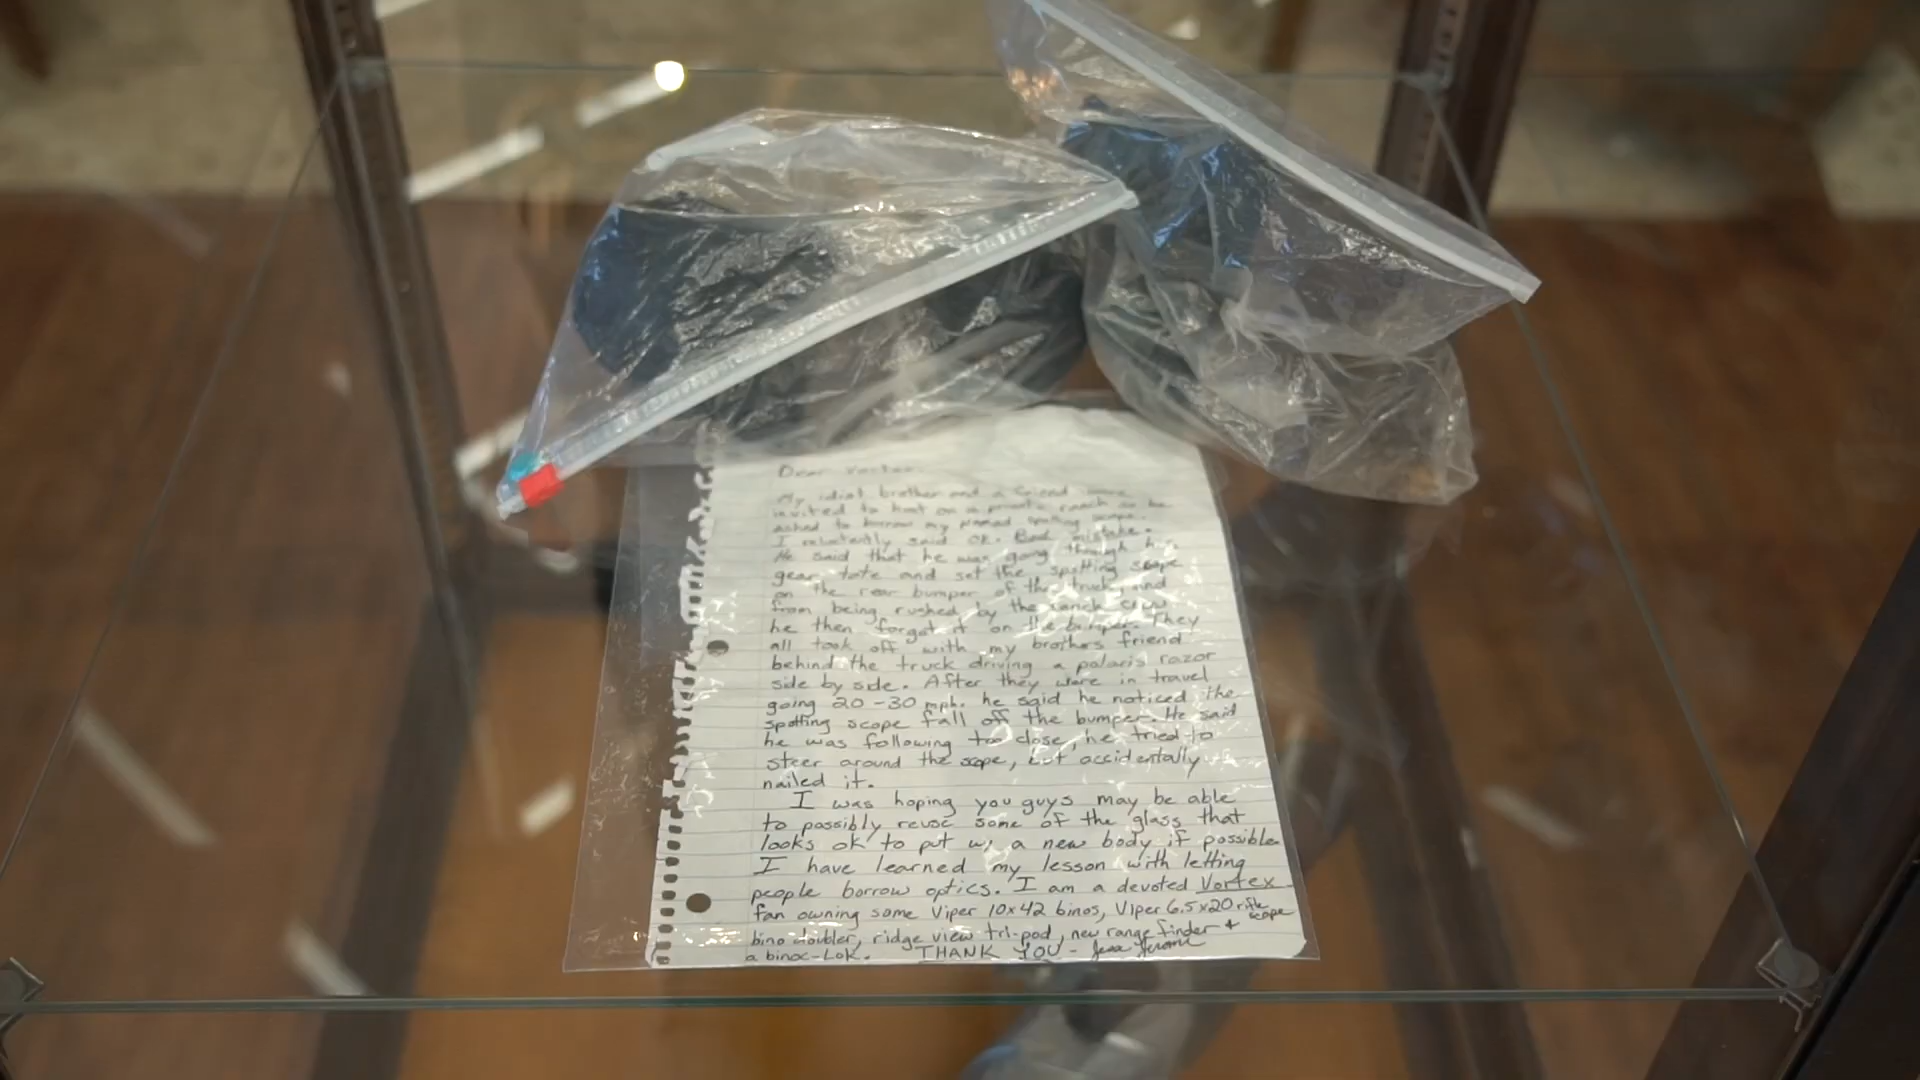 Dear Vortex,
My idiot brother and a friend were
invited to hunt on a private ranch so he
asked to borrow my prized spotting scope.
I reluctantly said OK. Bad mistake.
He said that he was going through his
gear tote and set the spotting scope
on the rear bumper of the truck, and
from being rushed by the ranch crew
he then forgot it on the bumper. They
all took off with my brothers friend
behind the truck driving a polaris razor
side by side. After they were in travel
going 20-30 mph. he said he noticed the
spotting scope fall off the bumper. He said
he was following too close, he tried to
steer around the scope, but accidentally
nailed it.
I was hoping you guys may be able
to possibly reuse some of the glass that
looks ok to put w/ a new body if possible.
I have learned my lesson with letting
people borrow optics. I am a devoted Vortex
fan owning some Viper 10x42 binos, Viper 6.5x20 rifle scope
bino doubler, ridge view tri-pod, new range finder +
a binoc-Lok. THANK YOU -